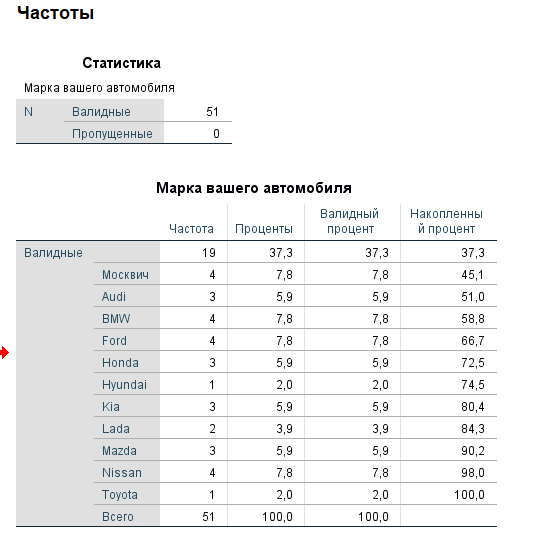 Частоты
Статистика
Марка вашего автомобиля
N Валидные 51
Пропущенные 0
Марка вашего автомобиля
Частота Проценты Валидный процент Накопленны й процент
Валидные 19 37,3 37,3 37,3
Москвич 4 7,8 7,8 45,1
Audi 3 5,9 5,9 51,0
BMW 4 7,8 7,8 58,8
Ford 4 7,8 7,8 66,7
Honda 3 5,9 5,9 72,5
Hyundai 1 2,0 2,0 74,5
Kia 3 5,9 5,9 80,4
Lada 2 3,9 3,9 84,3
Mazda 3 5,9 5,9 90,2
Nissan 4 7,8 7,8 98,0
Toyota 1 2,0 2,0 100,0
Всего 51 100,0 100,0